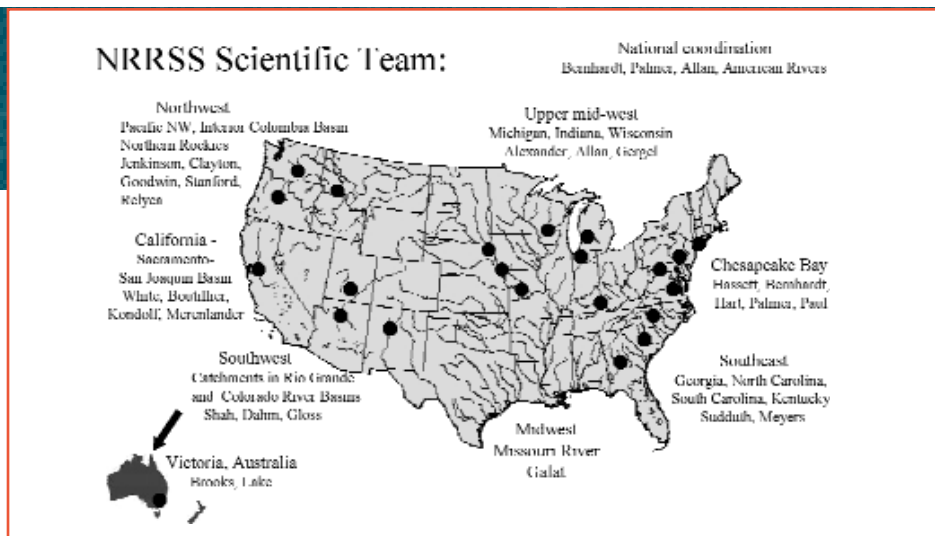 NRRSS Scientific Team:
National coordination
Bernhardt, Palmer, Allan, American Rivers
Northwest
Pacific NW, Interior Columbia Basin
Northern Rockies
Jenkinson, Clayton,
Goodwin, Stanford,
Relyea
Upper mid-west
Michigan, Indiana, Wisconsin
Alexander, Allan, Gergel
California -
Sacramento-
San Joaquin Basin
White, Boutillier,
Kondolf, Merenlander
Chesapeake Bay
Hassett, Bernhardt,
Hart, Palmer, Paul
Southwest
Catchments in Rio Grande
and Colorado River Basins
Shah, Dahm, Gloss
Southeast
Georgia, North Carolina,
South Carolina, Kentucky
Sudduth, Meyers
Midwest
Missouri River
Galat
Victoria, Australia
Brooks, Lake